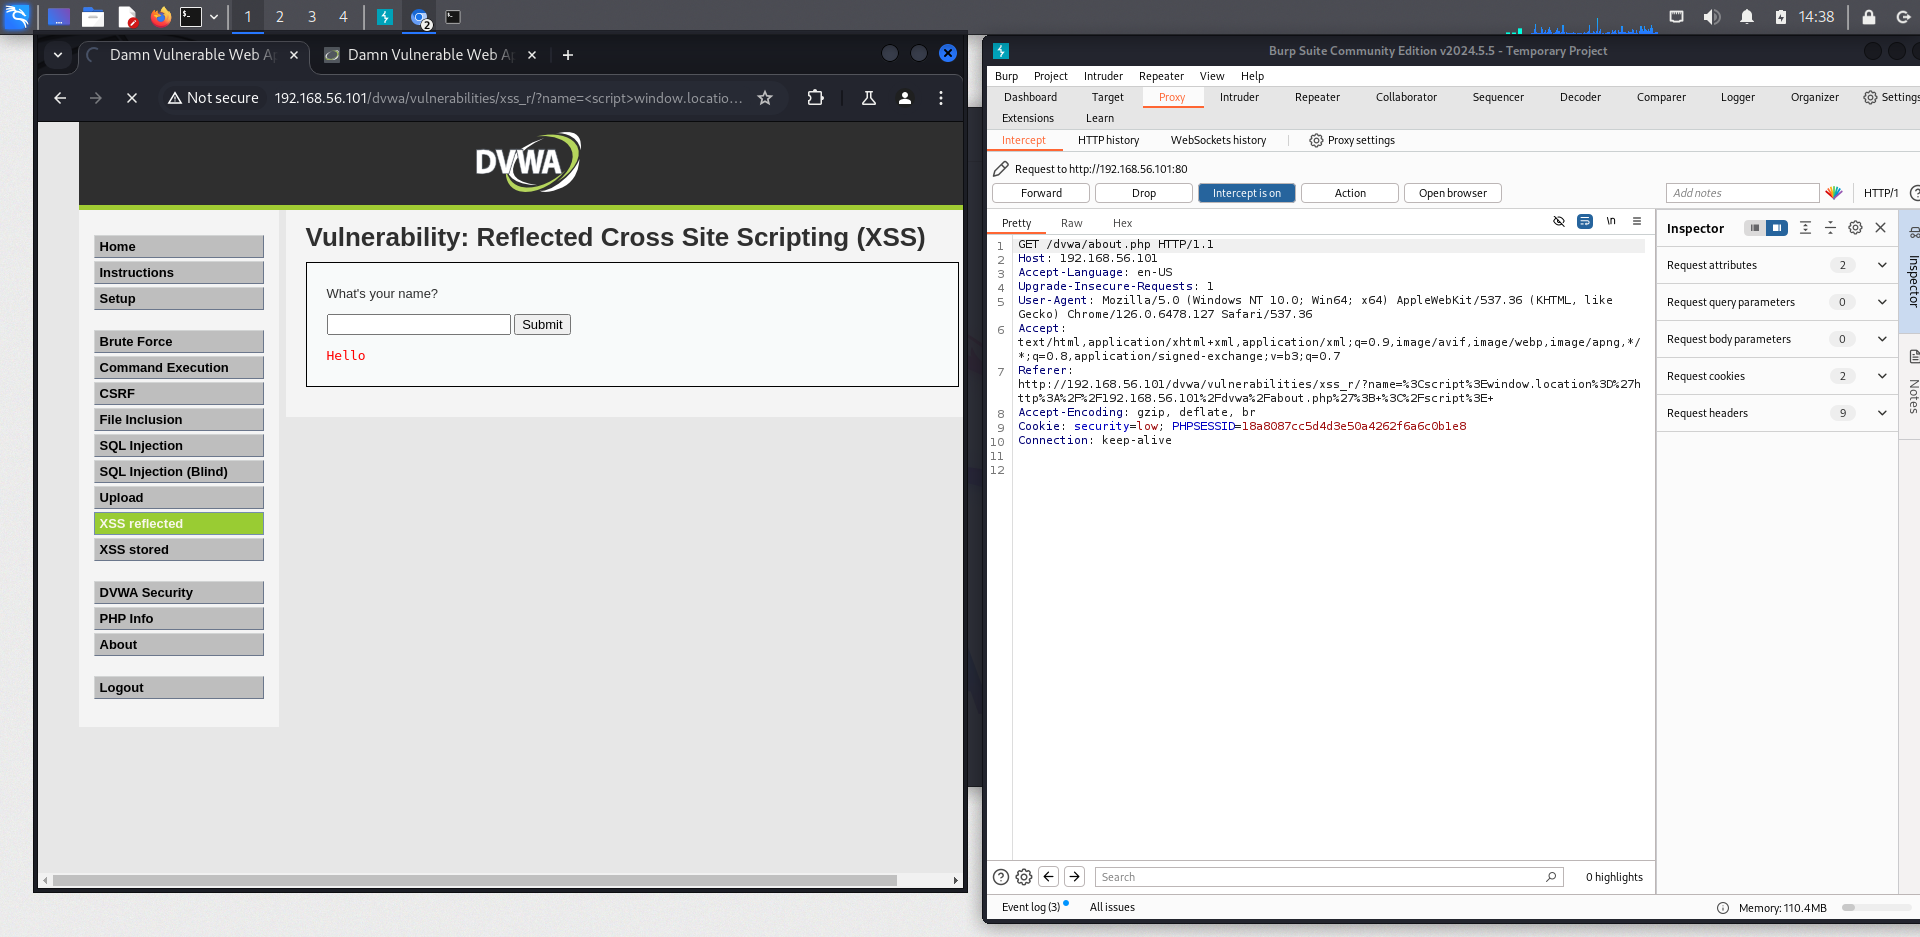 1 2 3 4
2
14:38
Damn Vulnerable Web Ap
Damn Vulnerable Web Ap
Not secure 192.168.56.101/dvwa/vulnerabilities/xss_r/?name=<script>window.locatio...
DVWA
Home
Instructions
Setup
Brute Force
Command Execution
CSRF
File Inclusion
SQL Injection
SQL Injection (Blind)
Upload
XSS reflected
XSS stored
DVWA Security
PHP Info
About
Logout
Vulnerability: Reflected Cross Site Scripting (XSS)
What's your name?
Submit
Hello
Burp Suite Community Edition v2024.5.5 - Temporary Project
Burp Project Intruder Repeater View Help
Dashboard Target Proxy Intruder Repeater Collaborator Sequencer Decoder Comparer Logger Organizer Settings
Extensions Learn
Intercept HTTP history WebSockets history Proxy settings
Request to http://192.168.56.101:80
Forward Drop Intercept is on Action Open browser Add notes HTTP/1
Pretty Raw Hex \n
1 GET /dvwa/about.php HTTP/1.1
2 Host: 192.168.56.101
3 Accept-Language: en-US
4 Upgrade-Insecure-Requests: 1
5 User-Agent: Mozilla/5.0 (Windows NT 10.0; Win64; x64) AppleWebKit/537.36 (KHTML, like
Gecko) Chrome/126.0.6478.127 Safari/537.36
6 Accept:
text/html,application/xhtml+xml,application/xml;q=0.9,image/avif,image/webp,image/apng,*/
*;q=0.8,application/signed-exchange;v=b3;q=0.7
7 Referer:
http://192.168.56.101/dvwa/vulnerabilities/xss_r/?name=%3Cscript%3Ewindow.location%3D%27h
ttp%3A%2F%2F192.168.56.101%2Fdvwa%2Fabout.php%27%3B+%3C%2Fscript%3E+
8 Accept-Encoding: gzip, deflate, br
9 Cookie: security=low; PHPSESSID=18a8087cc5d4d3e50a4262f6a6c0b1e8
10 Connection: keep-alive
11
12
Inspector
Request attributes 2
Request query parameters 0
Request body parameters 0
Request cookies 2
Request headers 9
Inspector
Notes
Search
0 highlights
Event log (3) All issues
Memory: 110.4MB